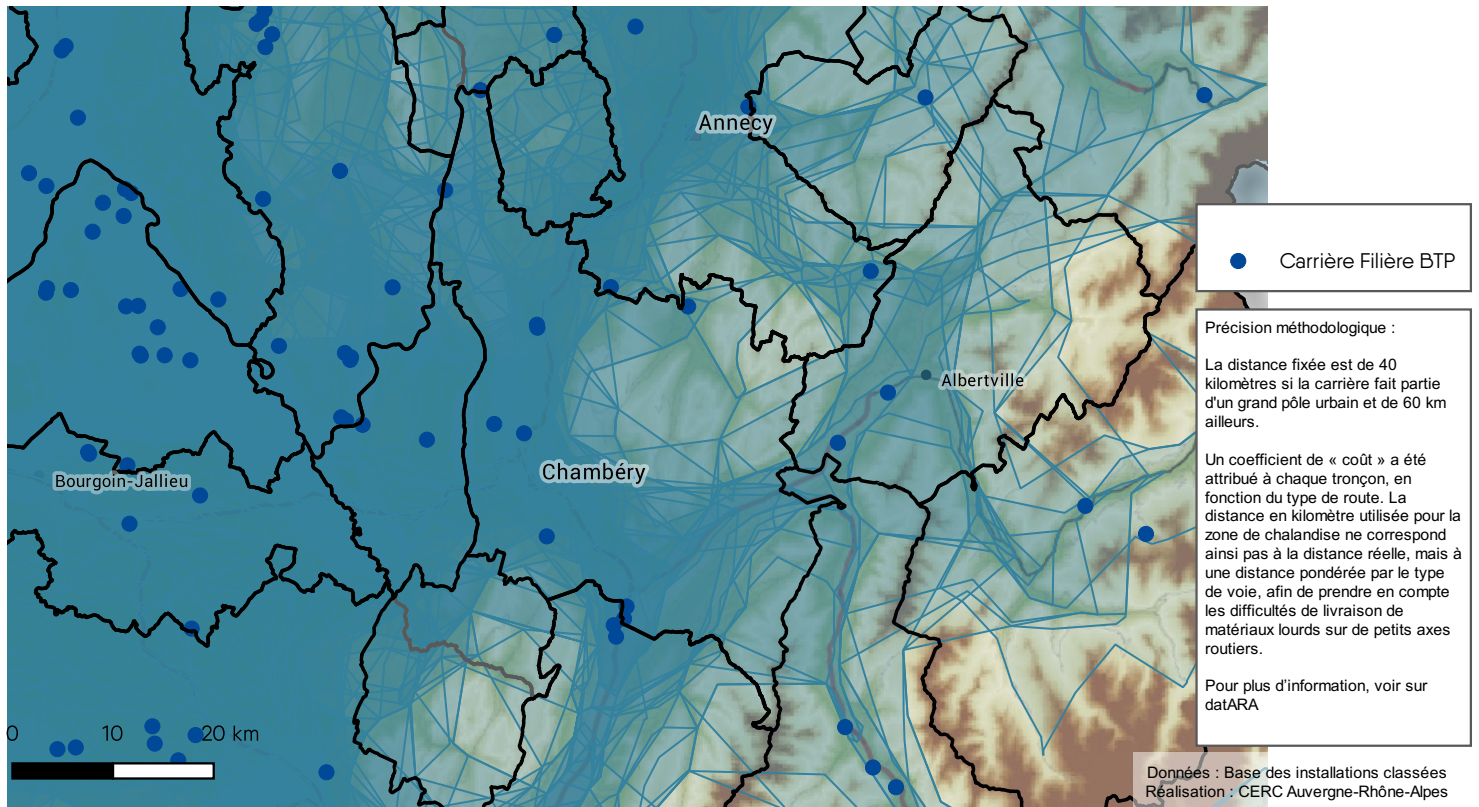 Annecy
Albertville
Chambéry
Bourgoin-Jallieu
0 10 20 km
Carrière Filière BTP
Précision méthodologique :
La distance fixée est de 40
kilomètres si la carrière fait partie
d'un grand pôle urbain et de 60 km
ailleurs.
Un coefficient de « coût » a été
attribué à chaque tronçon, en
fonction du type de route. La
distance en kilomètre utilisée pour la
zone de chalandise ne correspond
ainsi pas à la distance réelle, mais à
une distance pondérée par le type
de voie, afin de prendre en compte
les difficultés de livraison de
matériaux lourds sur de petits axes
routiers.
Pour plus d’information, voir sur
datARA
Données : Base des installations classées
Réalisation : CERC Auvergne-Rhône-Alpes